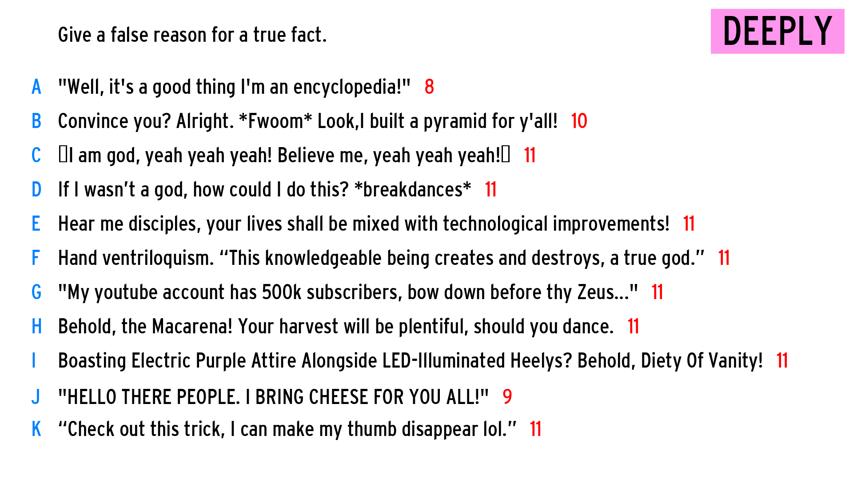 Give a false reason for a true fact.
DEEPLY
A "Well, it's a good thing I'm an encyclopedia!" 8
B Convince you? Alright. *Fwoom* Look,I built a pyramid for y'all! 10
C ▯I am god, yeah yeah yeah! Believe me, yeah yeah yeah!▯ 11
D If I wasn’t a god, how could I do this? *breakdances* 11
E Hear me disciples, your lives shall be mixed with technological improvements! 11
F Hand ventriloquism. “This knowledgeable being creates and destroys, a true god.” 11
G "My youtube account has 500k subscribers, bow down before thy Zeus..." 11
H Behold, the Macarena! Your harvest will be plentiful, should you dance. 11
I Boasting Electric Purple Attire Alongside LED-Illuminated Heelys? Behold, Diety Of Vanity! 11
J "HELLO THERE PEOPLE. I BRING CHEESE FOR YOU ALL!" 9
K “Check out this trick, I can make my thumb disappear lol.” 11